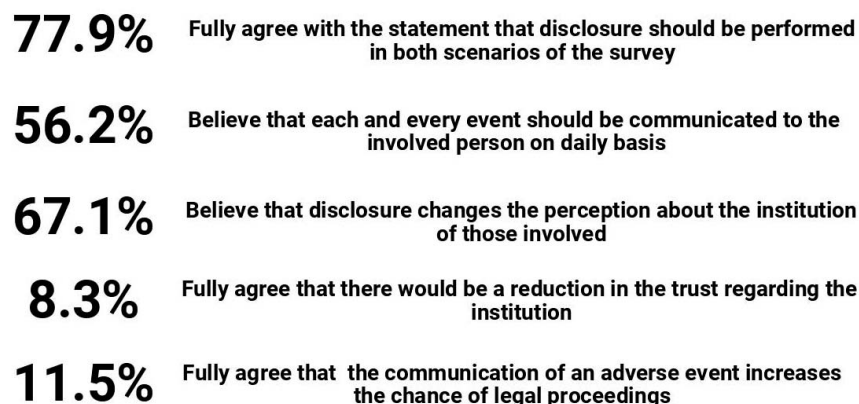 77.9%
Fully agree with the statement that disclosure should be performed
in both scenarios of the survey
56.2%
Believe that each and every event should be communicated to the
involved person on daily basis
67.1%
Believe that disclosure changes the perception about the institution
of those involved
8.3%
Fully agree that there would be a reduction in the trust regarding the
institution
11.5%
Fully agree that  the communication of an adverse event increases
the chance of legal proceedings